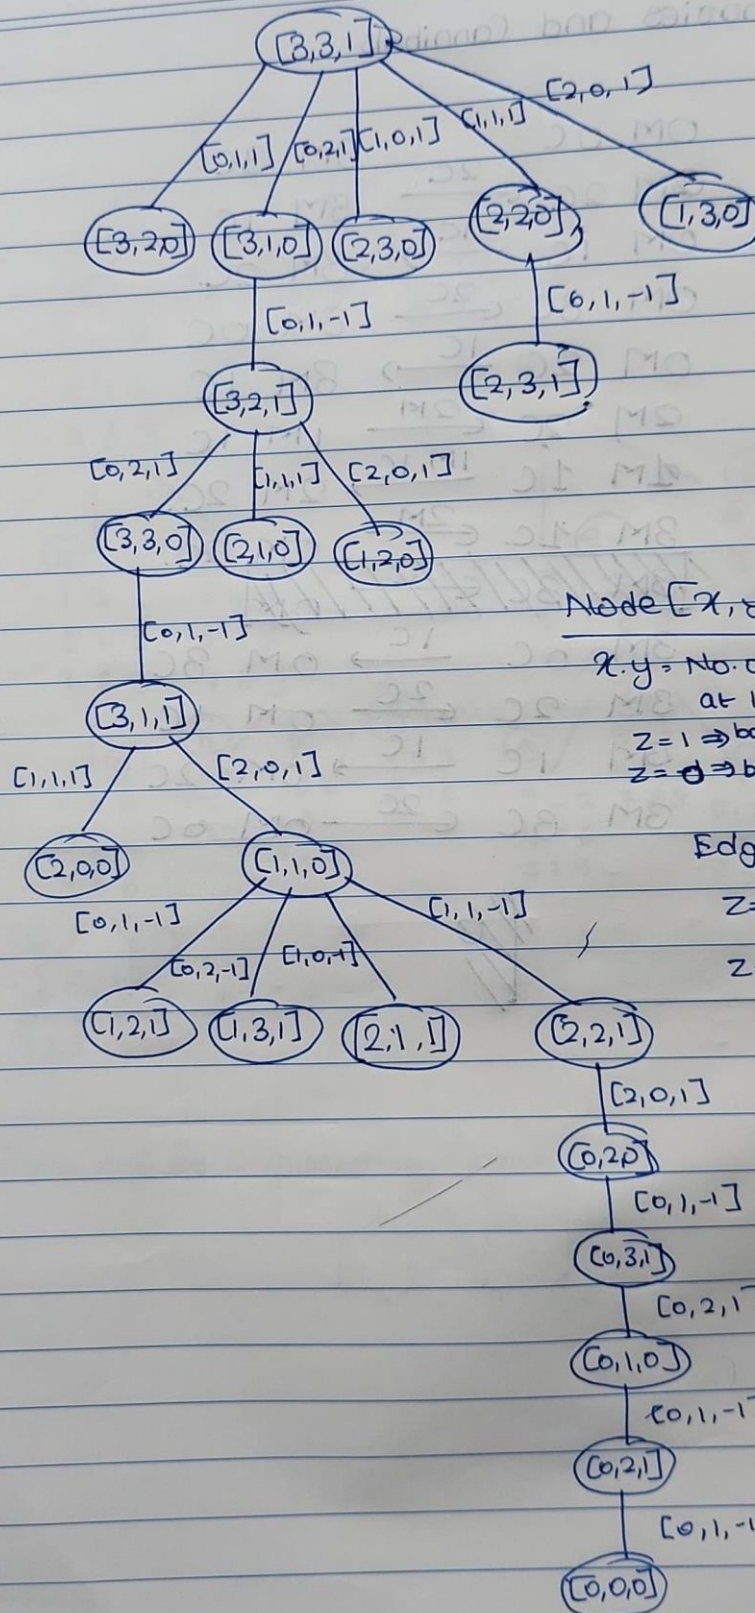 [3,3,1]
[0,1,1] [0,2,1] [1,0,1] [1,1,1] [2,0,1]
[3,2,0] [3,1,0] [2,3,0] [2,2,0] [1,3,0]
[0,1,-1] [0,1,-1]
[3,2,1] [2,3,1]
[0,2,1] [1,1,1] [2,0,1]
[3,3,0] [2,1,0] [1,2,0]
Node [x,
[0,1,-1]
x.y = No.
at
[3,1,1]
z=1 ⇒
z=0 ⇒
[1,1,1] [2,0,1]
[2,0,0] [1,1,0]
[0,1,-1] [0,2,-1] [1,0,-1] [1,1,-1]
z=
z
[1,2,1] [1,3,1] [2,1,1] [2,2,1]
[2,0,1]
[0,2,0]
[0,1,-1]
[0,3,1]
[0,2,1
[0,1,0]
[0,1,-1
[0,2,1]
[0,1,-1
[0,0,0]